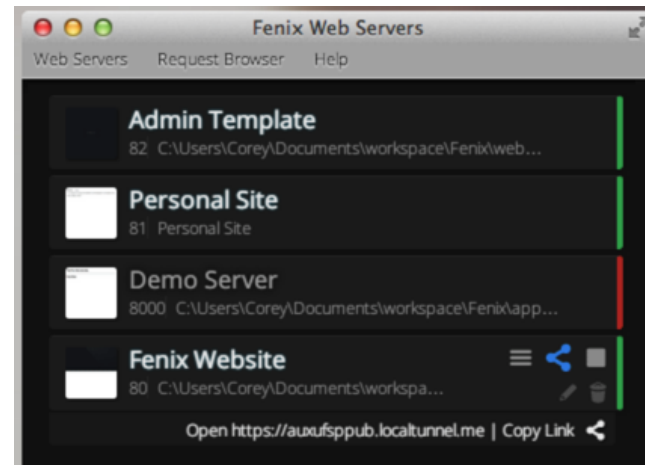 Fenix Web Servers
Web Servers Request Browser Help
Admin Template
82 C:\Users\Corey\Documents\workspace\Fenix\web...
Personal Site
81 Personal Site
Demo Server
8000 C:\Users\Corey\Documents\workspace\Fenix\app...
Fenix Website
80 C:\Users\Corey\Documents\workspa...
Open https://auxufsppub.localtunnel.me | Copy Link